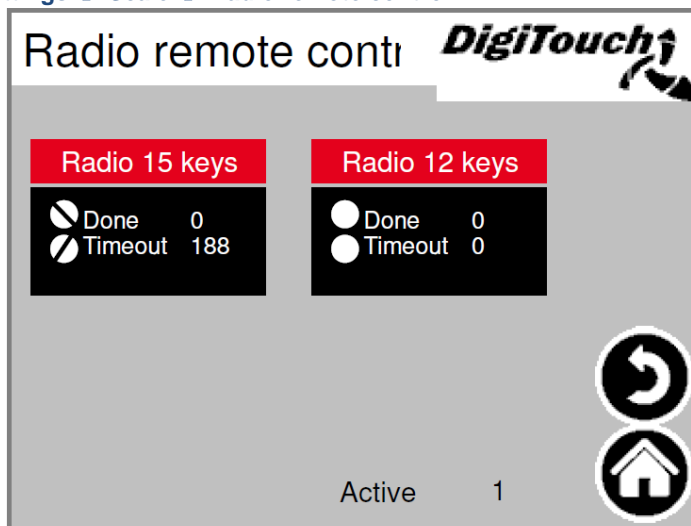 Radio remote contr
DigiTouch
Radio 15 keys
Done 0
Timeout 188
Radio 12 keys
Done 0
Timeout 0
Active 1